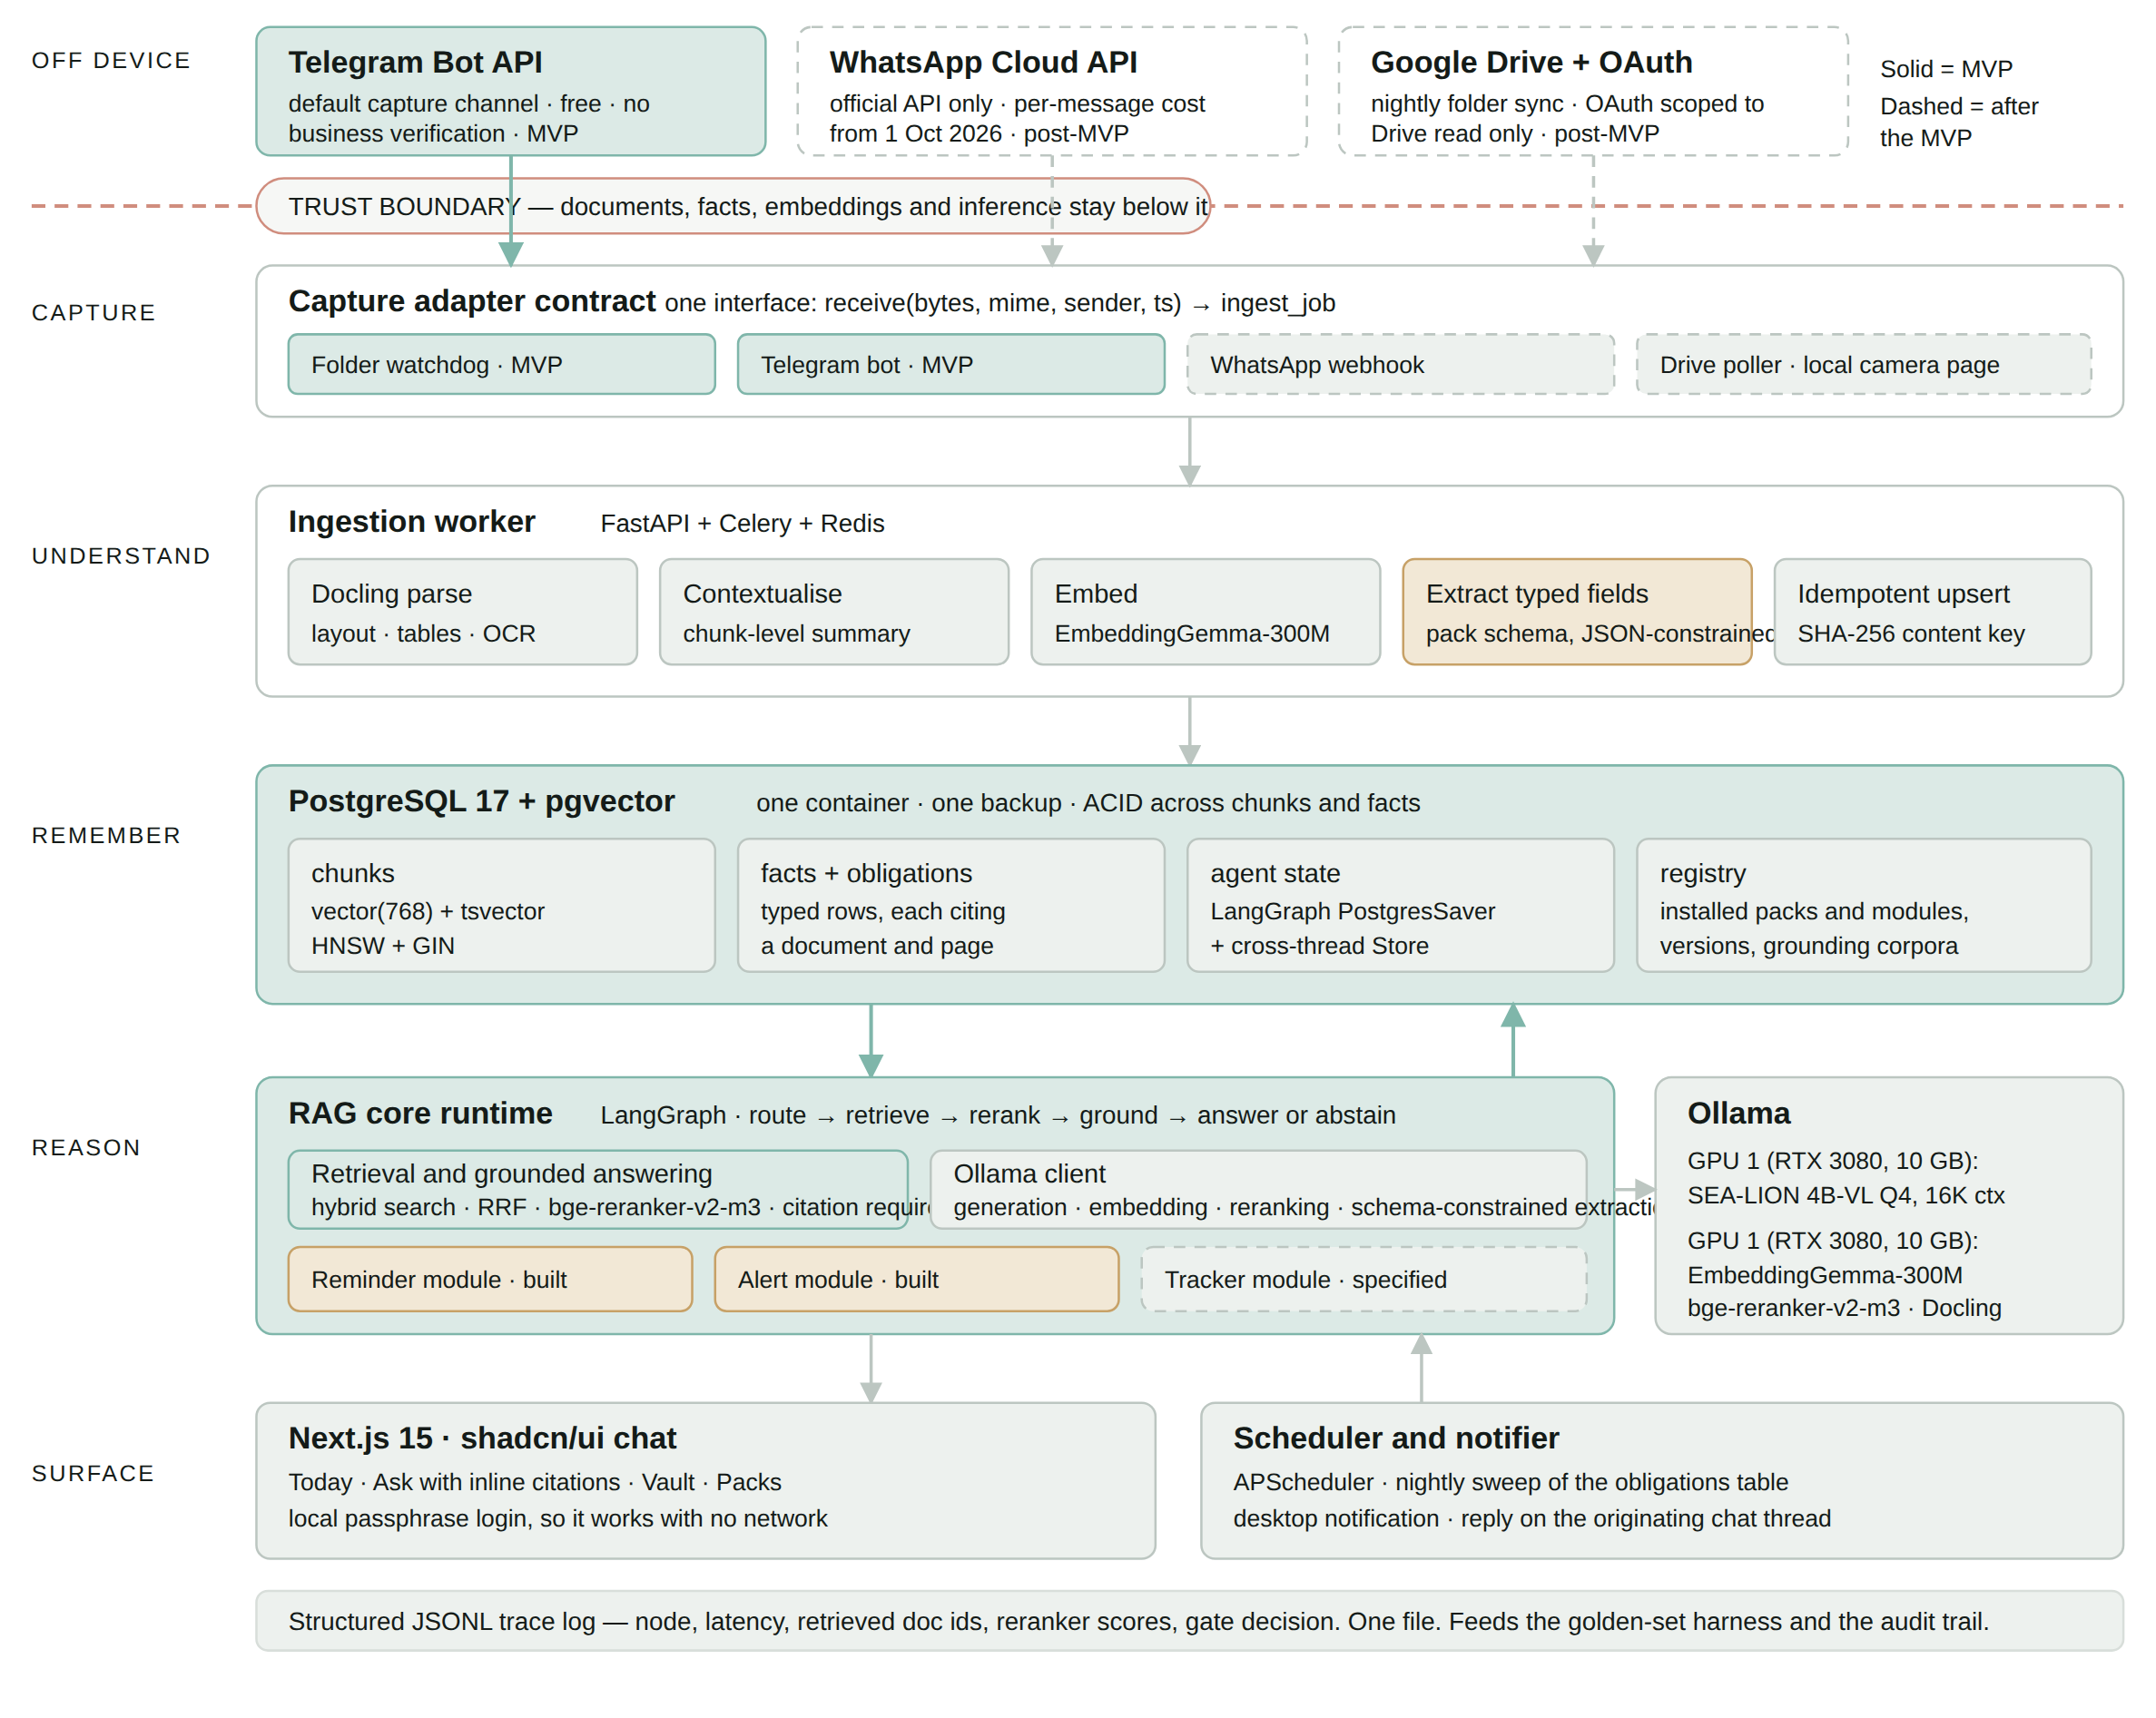 OFF DEVICE
Telegram Bot API
default capture channel · free · no
business verification · MVP
WhatsApp Cloud API
official API only · per-message cost
from 1 Oct 2026 · post-MVP
Google Drive + OAuth
nightly folder sync · OAuth scoped to
Drive read only · post-MVP
Solid = MVP
Dashed = after
the MVP
TRUST BOUNDARY — documents, facts, embeddings and inference stay below it
CAPTURE
Capture adapter contract one interface: receive(bytes, mime, sender, ts) → ingest_job
Folder watchdog · MVP
Telegram bot · MVP
WhatsApp webhook
Drive poller · local camera page
UNDERSTAND
Ingestion worker FastAPI + Celery + Redis
Docling parse
layout · tables · OCR
Contextualise
chunk-level summary
Embed
EmbeddingGemma-300M
Extract typed fields
pack schema, JSON-constrained
Idempotent upsert
SHA-256 content key
REMEMBER
PostgreSQL 17 + pgvector one container · one backup · ACID across chunks and facts
chunks
vector(768) + tsvector
HNSW + GIN
facts + obligations
typed rows, each citing
a document and page
agent state
LangGraph PostgresSaver
+ cross-thread Store
registry
installed packs and modules,
versions, grounding corpora
REASON
RAG core runtime LangGraph · route → retrieve → rerank → ground → answer or abstain
Retrieval and grounded answering
hybrid search · RRF · bge-reranker-v2-m3 · citation
Ollama client
generation · embedding · reranking · schema-constrained
Reminder module · built
Alert module · built
Tracker module · specified
Ollama
GPU 1 (RTX 3080, 10 GB):
SEA-LION 4B-VL Q4, 16K ctx
GPU 1 (RTX 3080, 10 GB):
EmbeddingGemma-300M
bge-reranker-v2-m3 · Docling
SURFACE
Next.js 15 · shadcn/ui chat
Today · Ask with inline citations · Vault · Packs
local passphrase login, so it works with no network
Scheduler and notifier
APScheduler · nightly sweep of the obligations table
desktop notification · reply on the originating chat thread
Structured JSONL trace log — node, latency, retrieved doc ids, reranker scores, gate decision. One file. Feeds the golden-set harness and the audit trail.